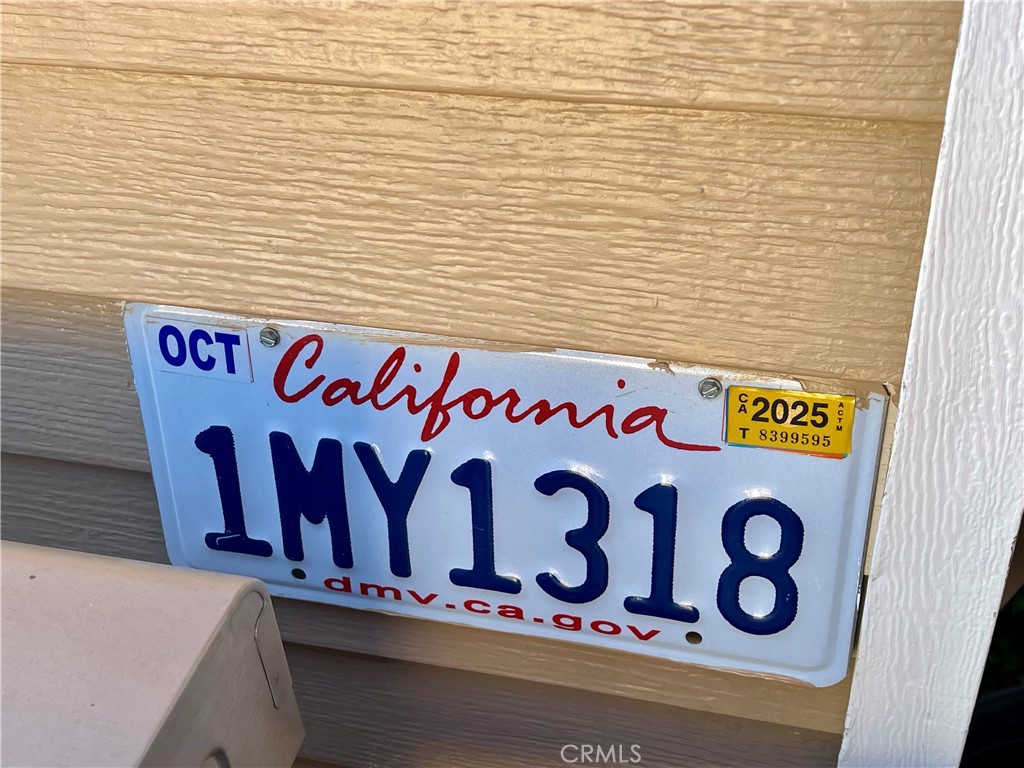 OCT
California
CA 2025 ACTM
T 8399595
1MY1318
dmv.ca.gov
CRMLS